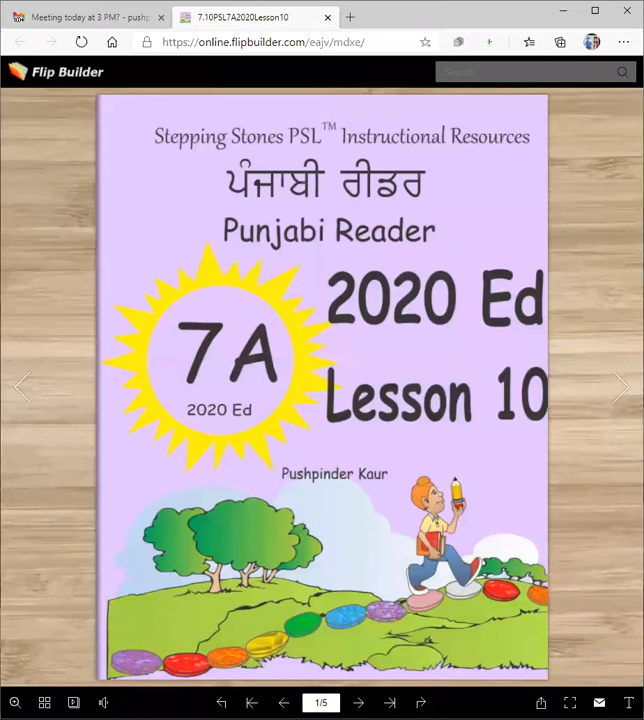 Meeting today at 3 PM? - pushp
7.10PSL7A2020Lesson10
https://online.flipbuilder.com/eajv/mdxe/
Flip Builder
Search
Stepping Stones PSL™ Instructional Resources
ਪੰਜਾਬੀ ਰੀਡਰ
Punjabi Reader
2020 Ed
7A
2020 Ed
Lesson 10
Pushpinder Kaur
1/5